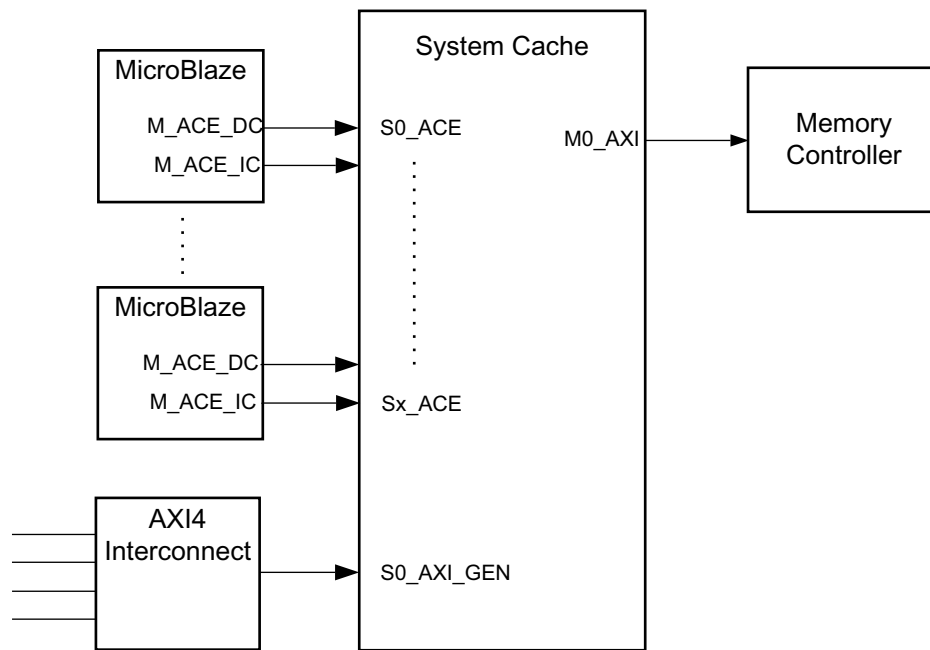 System Cache
MicroBlaze
M_ACE_DC
M_ACE_IC
S0_ACE
M0_AXI
Memory
Controller
MicroBlaze
M_ACE_DC
M_ACE_IC
Sx_ACE
AXI4
Interconnect
S0_AXI_GEN